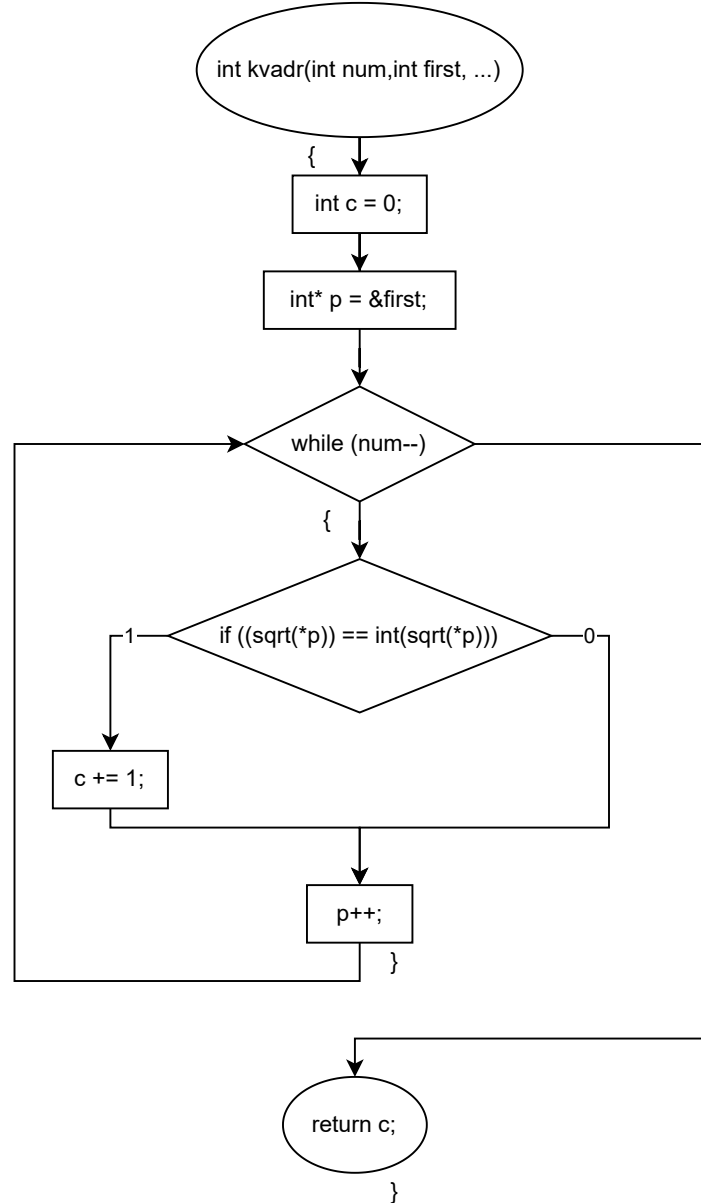 int kvadr(int num,int first, ...)
{
int c = 0;
int* p = &first;
while (num--)
{
if ((sqrt(*p)) == int(sqrt(*p)))
1
0
c += 1;
p++;
}
return c;
}